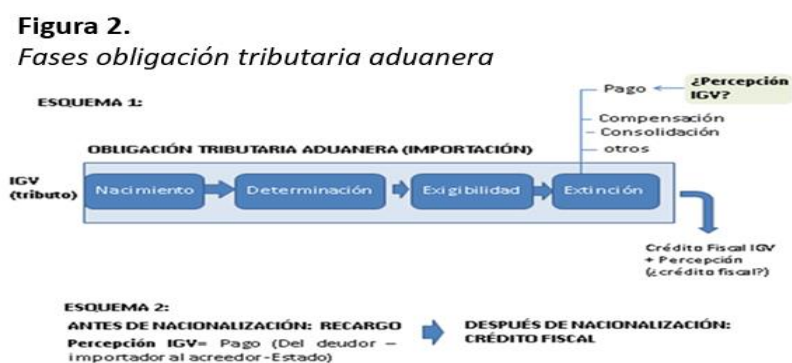 Figura 2.
Fases obligación tributaria aduanera
ESQUEMA 1:
Pago
¿Percepción
IGV?
Compensación
Consolidación
otros
OBLIGACIÓN TRIBUTARIA ADUANERA (IMPORTACIÓN)
IGV
(tributo)
Nacimiento
Determinación
Exigibilidad
Extinción
Crédito Fiscal IGV
+ Percepción
(¿crédito fiscal?)
ESQUEMA 2:
ANTES DE NACIONALIZACIÓN: RECARGO
Percepción IGV= Pago (Del deudor –
importador al acreedor-Estado)
DESPUÉS DE NACIONALIZACIÓN:
CRÉDITO FISCAL